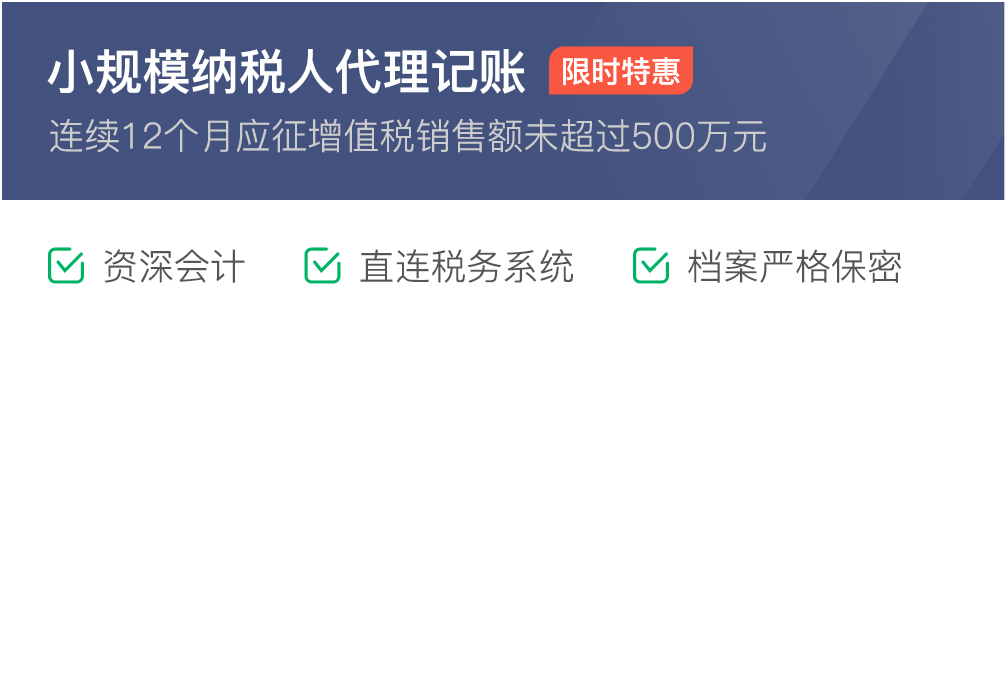 小规模纳税人代理记账 限时特惠
连续12个月应征增值税销售额未超过500万元
资深会计 直连税务系统 档案严格保密